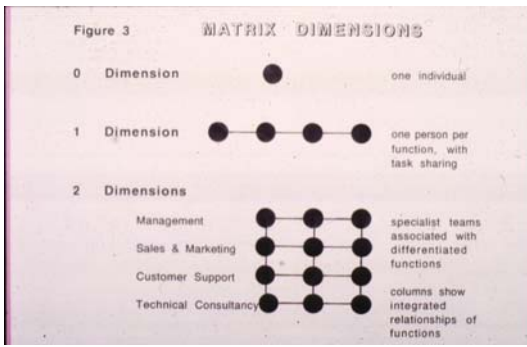 Figure 3 MATRIX DIMENSIONS
0 Dimension one individual
1 Dimension one person per
function, with
task sharing
2 Dimensions
Management specialist teams
Sales & Marketing associated with
differentiated
functions
Customer Support
columns show
Technical Consultancy integrated
relationships of
functions